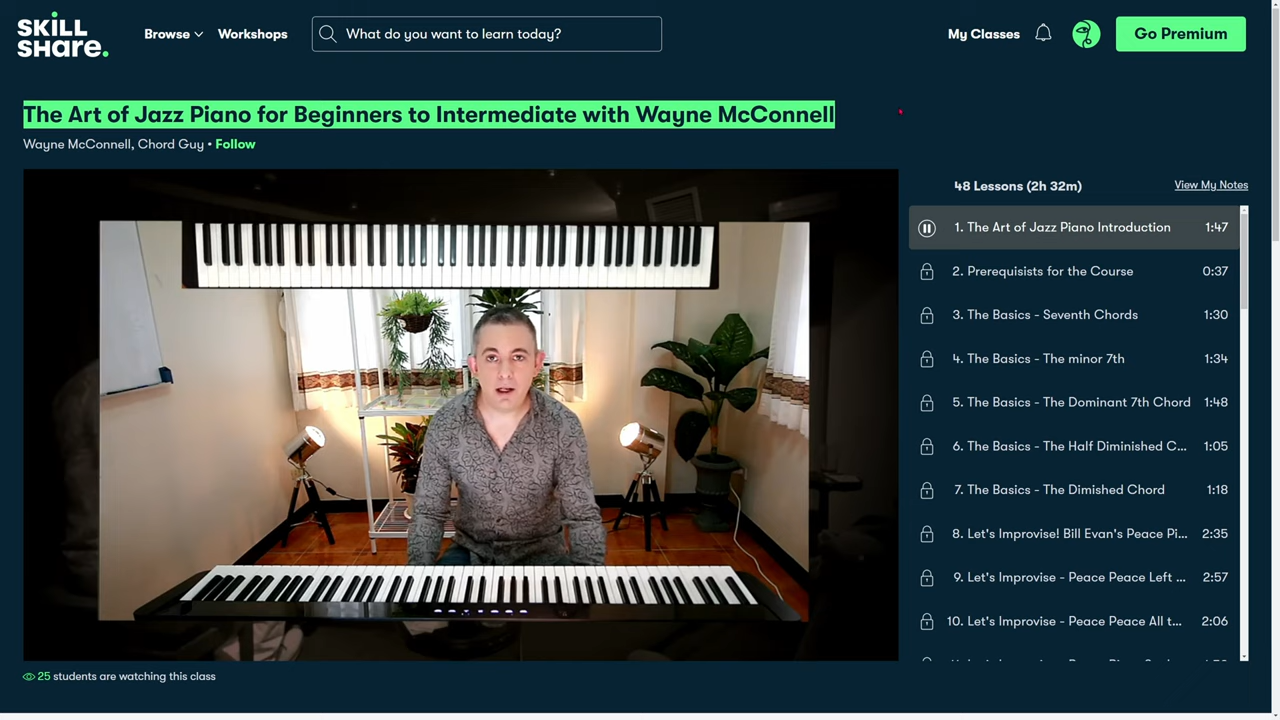 SKILL
SHare.
Browse
Workshops
What do you want to learn today?
My Classes
Go Premium
The Art of Jazz Piano for Beginners to Intermediate with Wayne McConnell
Wayne McConnell, Chord Guy • Follow
48 Lessons (2h 32m)
View My Notes
1. The Art of Jazz Piano Introduction 1:47
2. Prerequisists for the Course 0:37
3. The Basics - Seventh Chords 1:30
4. The Basics - The minor 7th 1:34
5. The Basics - The Dominant 7th Chord 1:48
6. The Basics - The Half Diminished C... 1:05
7. The Basics - The Dimished Chord 1:18
8. Let's Improvise! Bill Evan's Peace Pi... 2:35
9. Let's Improvise - Peace Peace Left ... 2:57
10. Let's Improvise - Peace Peace All t... 2:06
25 students are watching this class